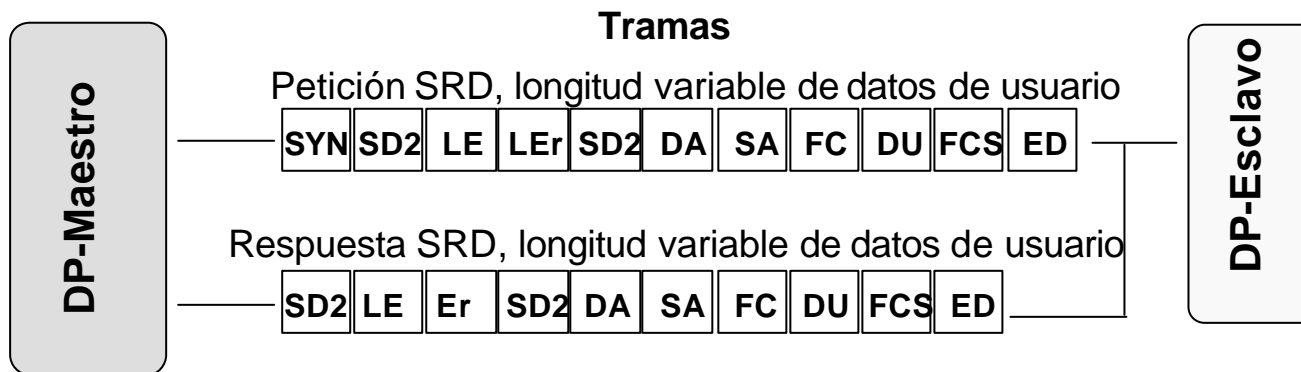 Tramas
DP-Maestro
Petición SRD, longitud variable de datos de usuario
SYN SD2 LE LEr SD2 DA SA FC DU FCS ED
Respuesta SRD, longitud variable de datos de usuario
SD2 LE Er SD2 DA SA FC DU FCS ED
DP-Esclavo